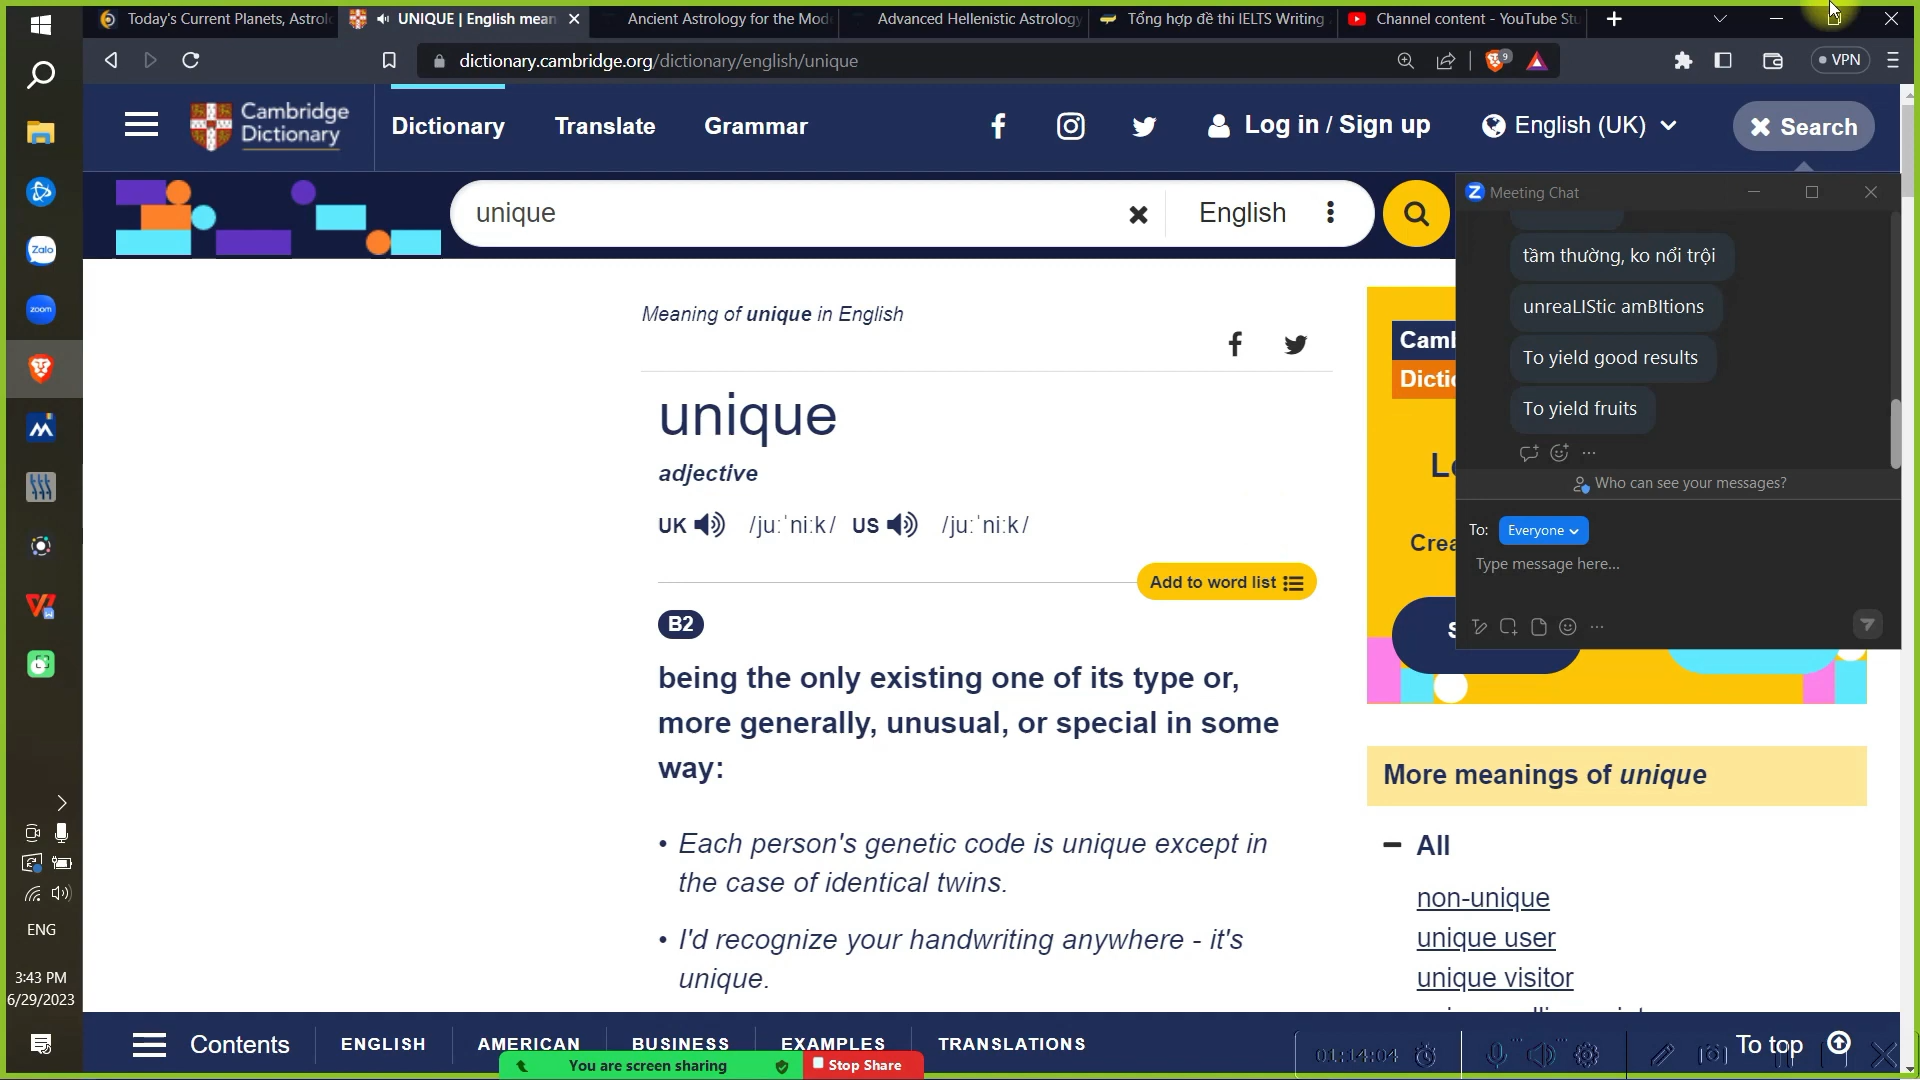 Today's Current Planets, Astrol
UNIQUE | English mean
Ancient Astrology for the Mod
Advanced Hellenistic Astrology
Tổng hợp đề thi IELTS Writing
Channel content - YouTube Stu
dictionary.cambridge.org/dictionary/english/unique
9
VPN
Cambridge
Dictionary
Dictionary
Translate
Grammar
Log in / Sign up
English (UK)
Search
unique
English
Meeting Chat
tầm thường, ko nổi trội
unreaLIStic amBItions
To yield good results
To yield fruits
Who can see your messages?
To: Everyone
Type message here...
Zalo
zoom
Meaning of unique in English
unique
adjective
UK /juːˈniːk/ US /juːˈniːk/
Add to word list
B2
being the only existing one of its type or,
more generally, unusual, or special in some
way:
• Each person's genetic code is unique except in
the case of identical twins.
• I'd recognize your handwriting anywhere - it's
unique.
More meanings of unique
All
non-unique
unique user
unique visitor
ENG
3:43 PM
6/29/2023
Contents
ENGLISH
AMERICAN
BUSINESS
EXAMPLES
TRANSLATIONS
To top
You are screen sharing
Stop Share
01:14:04